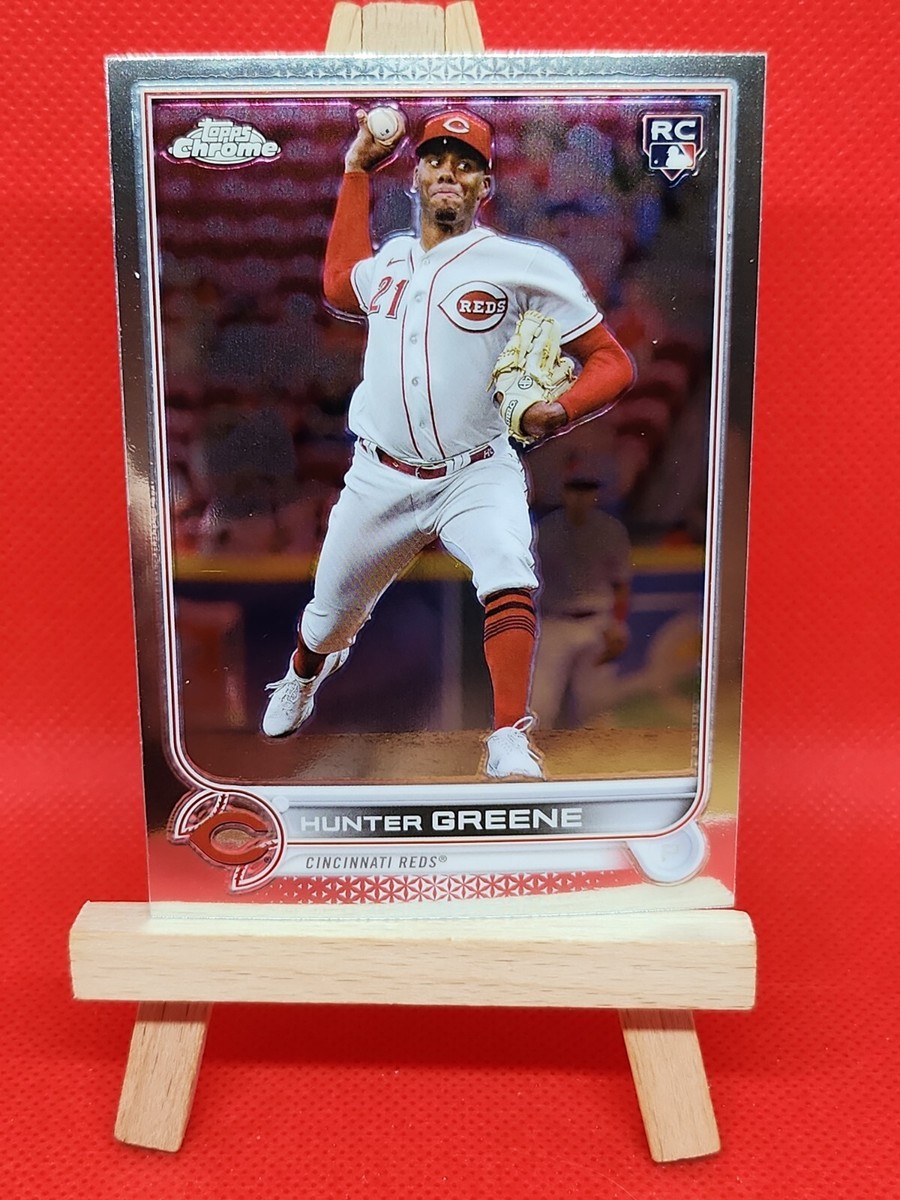 Topps
Chrome
RC
21
REDS
HUNTER GREENE
CINCINNATI REDS®